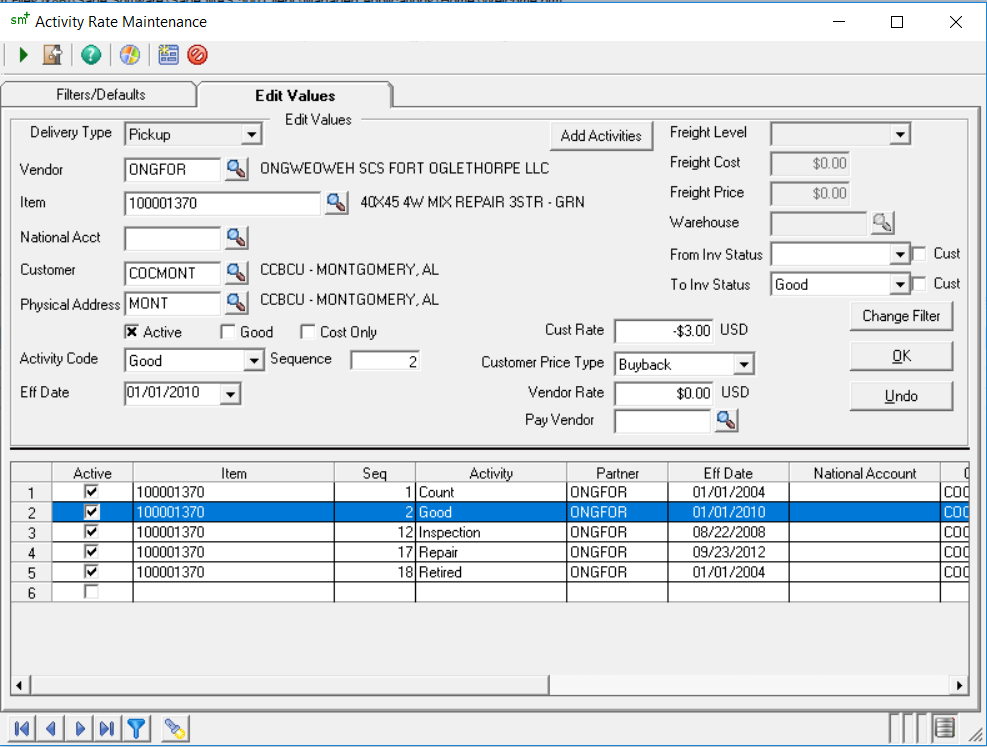 sm+ Activity Rate Maintenance
Filters/Defaults
Edit Values
Edit Values
Delivery Type Pickup
Add Activities
Freight Level
Vendor ONGFOR ONGWEOWEH SCS FORT OGLETHORPE LLC
Freight Cost $0.00
Item 100001370 40X45 4W MIX REPAIR 3STR - GRN
Freight Price $0.00
National Acct
Warehouse
Customer COCMONT CCBCU - MONTGOMERY, AL
From Inv Status Cust
Physical Address MONT CCBCU - MONTGOMERY, AL
To Inv Status Good Cust
Active Good Cost Only
Cust Rate -$3.00 USD
Change Filter
Activity Code Good Sequence 2
Customer Price Type Buyback
OK
Eff Date 01/01/2010
Vendor Rate $0.00 USD
Undo
Pay Vendor
Active Item Seq Activity Partner Eff Date National Account
1 100001370 1 Count ONGFOR 01/01/2004 COC
2 100001370 2 Good ONGFOR 01/01/2010 COC
3 100001370 12 Inspection ONGFOR 08/22/2008 COC
4 100001370 17 Repair ONGFOR 09/23/2012 COC
5 100001370 18 Retired ONGFOR 01/01/2004 COC
6